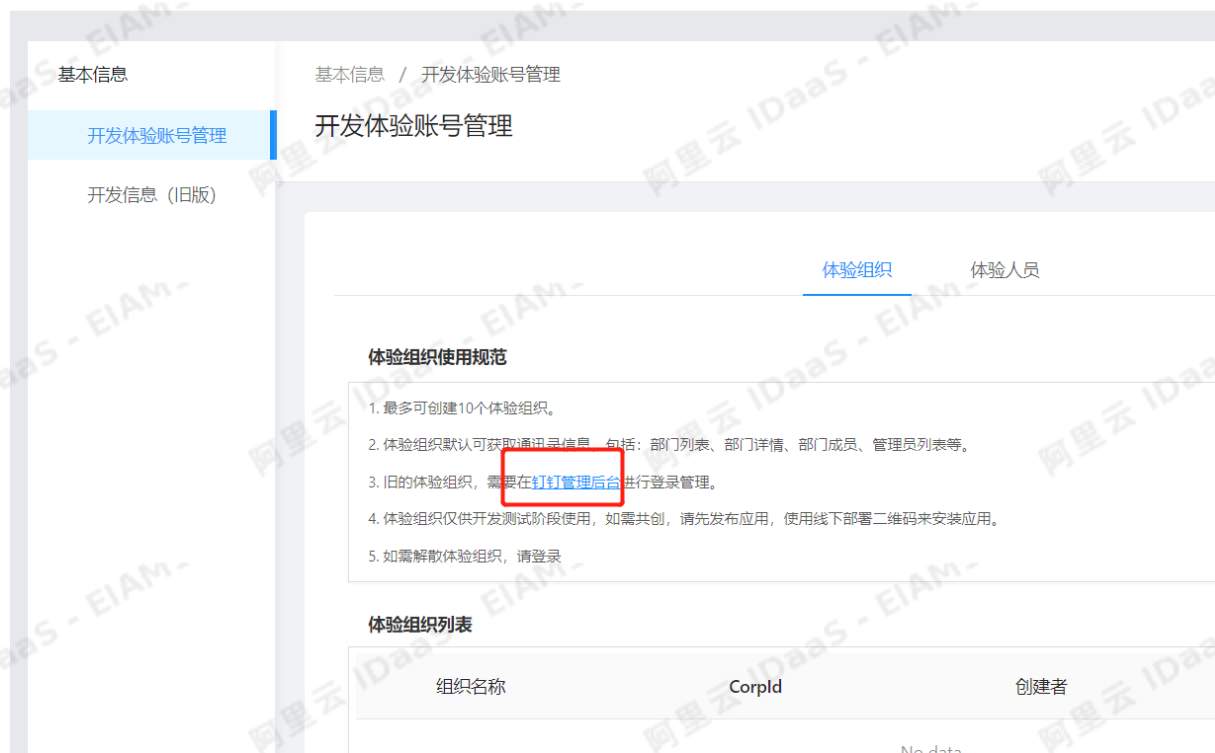 基本信息
开发体验账号管理
开发信息（旧版）
基本信息 / 开发体验账号管理
开发体验账号管理
体验组织 体验人员
体验组织使用规范
1. 最多可创建10个体验组织。
2. 体验组织默认可获取通讯录信息，包括：部门列表、部门详情、部门成员、管理员列表等。
3. 旧的体验组织，需要在钉钉管理后台进行登录管理。
4. 体验组织仅供开发测试阶段使用，如需共创，请先发布应用，使用线下部署二维码来安装应用。
5. 如需解散体验组织，请登录
体验组织列表
组织名称 CorpId 创建者
No data
阿里云 IDaaS - EIAM-